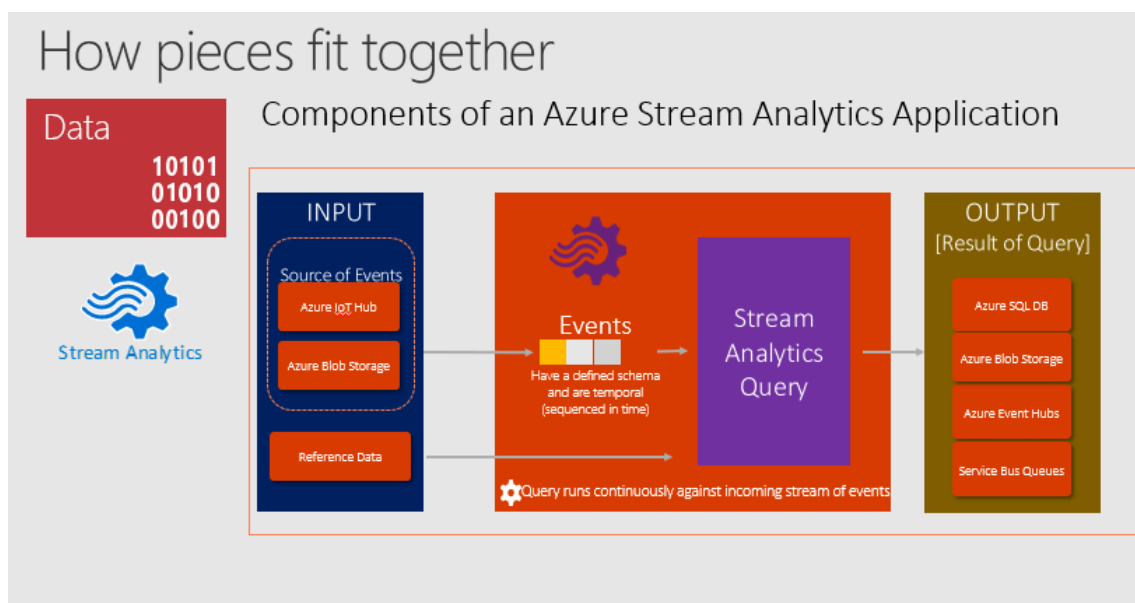 How pieces fit together
Data
10101
01010
00100
Stream Analytics
Components of an Azure Stream Analytics Application
INPUT
Source of Events
Azure IoT Hub
Azure Blob Storage
Reference Data
Events
Have a defined schema
and are temporal
(sequenced in time)
Stream
Analytics
Query
Query runs continuously against incoming stream of events
OUTPUT
[Result of Query]
Azure SQL DB
Azure Blob Storage
Azure Event Hubs
Service Bus Queues